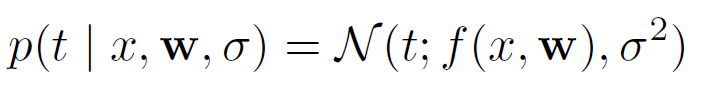 p(t | x, w, σ) = 𝒩(t; f(x, w), σ²)